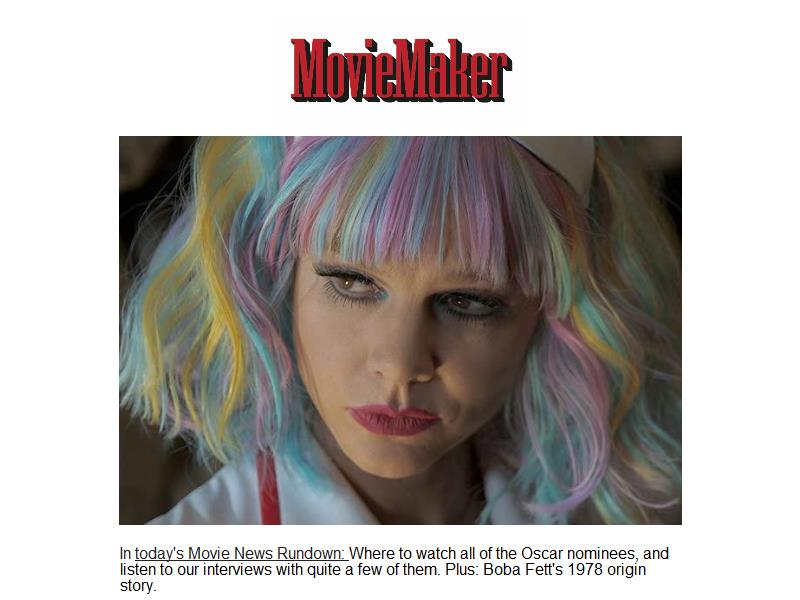 MovieMaker
In today's Movie News Rundown: Where to watch all of the Oscar nominees, and
listen to our interviews with quite a few of them. Plus: Boba Fett's 1978 origin
story.